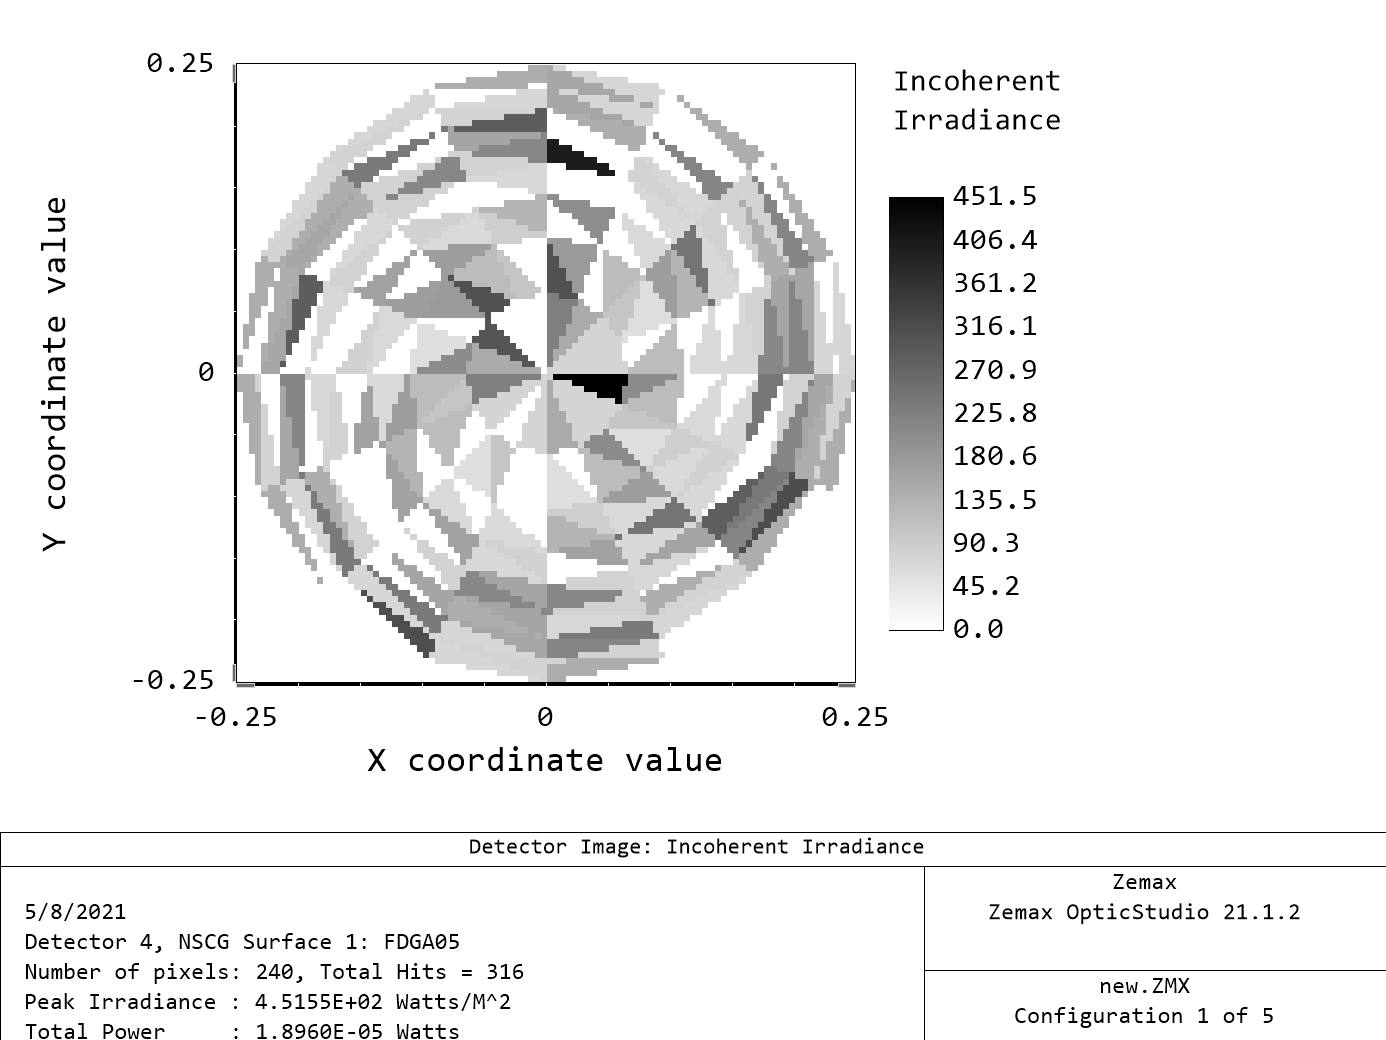 0.25
0
-0.25
Y coordinate value
-0.25
0
0.25
X coordinate value
Incoherent
Irradiance
451.5
406.4
361.2
316.1
270.9
225.8
180.6
135.5
90.3
45.2
0.0
Detector Image: Incoherent Irradiance
5/8/2021
Detector 4, NSCG Surface 1: FDGA05
Number of pixels: 240, Total Hits = 316
Peak Irradiance : 4.5155E+02 Watts/M^2
Total Power     : 1.8960E-05 Watts
Zemax
Zemax OpticStudio 21.1.2
new.ZMX
Configuration 1 of 5